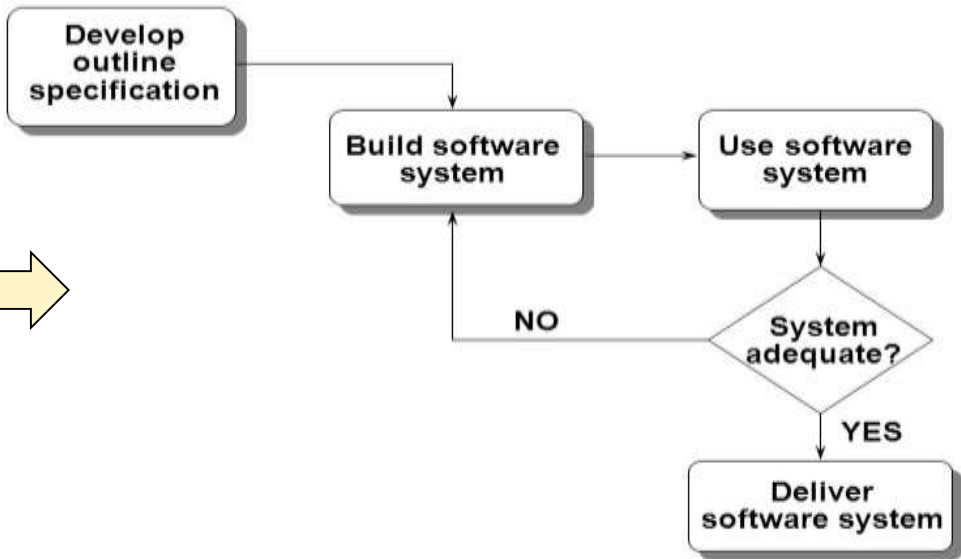 Develop
outline
specification
Build software
system
Use software
system
NO
System
adequate?
YES
Deliver
software system